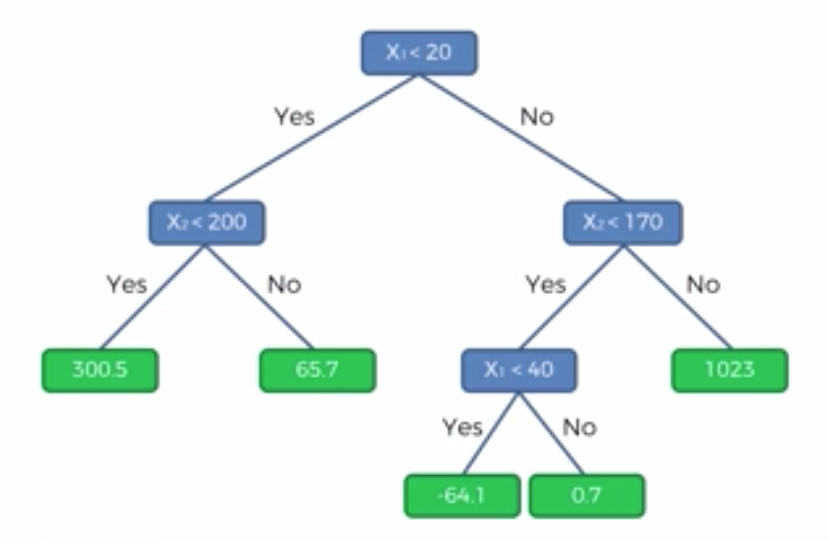 X₁ < 20
Yes
No
X₂ < 200
X₂ < 170
Yes
No
Yes
No
300.5
65.7
X₁ < 40
1023
Yes
No
-64.1
0.7